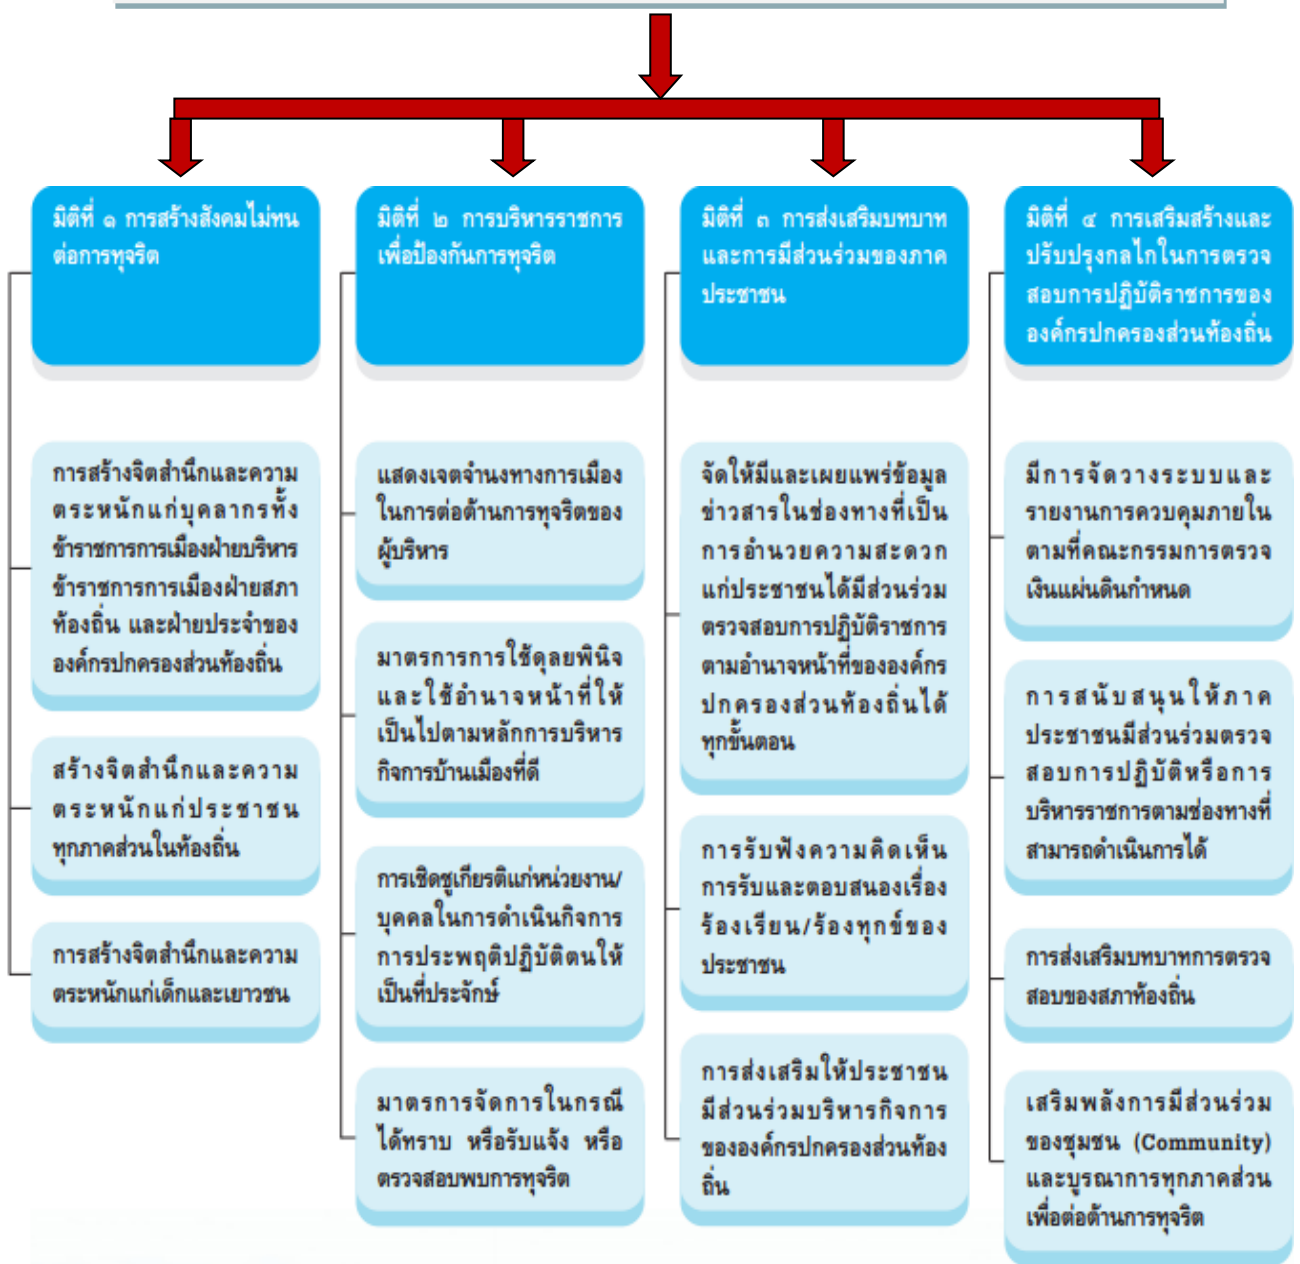 มิติที่ ๑ การสร้างสังคมไม่ทน
ต่อการทุจริต
การสร้างจิตสำนึกและความ
ตระหนักแก่บุคลากรทั้ง
ข้าราชการการเมืองฝ่ายบริหาร
ข้าราชการการเมืองฝ่ายสภา
ท้องถิ่น และฝ่ายประจำของ
องค์กรปกครองส่วนท้องถิ่น
สร้างจิตสำนึกและความ
ตระหนักแก่ประชาชน
ทุกภาคส่วนในท้องถิ่น
การสร้างจิตสำนึกและความ
ตระหนักแก่เด็กและเยาวชน
มิติที่ ๒ การบริหารราชการ
เพื่อป้องกันการทุจริต
แสดงเจตจำนงทางการเมือง
ในการต่อต้านการทุจริตของ
ผู้บริหาร
มาตรการการใช้ดุลยพินิจ
และใช้อำนาจหน้าที่ให้
เป็นไปตามหลักการบริหาร
กิจการบ้านเมืองที่ดี
การเชิดชูเกียรติแก่หน่วยงาน/
บุคคลในการดำเนินกิจการ
การประพฤติปฏิบัติตนให้
เป็นที่ประจักษ์
มาตรการจัดการในกรณี
ได้ทราบ หรือรับแจ้ง หรือ
ตรวจสอบพบการทุจริต
มิติที่ ๓ การส่งเสริมบทบาท
และการมีส่วนร่วมของภาค
ประชาชน
จัดให้มีและเผยแพร่ข้อมูล
ข่าวสารในช่องทางที่เป็น
การอำนวยความสะดวก
แก่ประชาชนได้มีส่วนร่วม
ตรวจสอบการปฏิบัติราชการ
ตามอำนาจหน้าที่ขององค์กร
ปกครองส่วนท้องถิ่นได้
ทุกขั้นตอน
การรับฟังความคิดเห็น
การรับและตอบสนองเรื่อง
ร้องเรียน/ร้องทุกข์ของ
ประชาชน
การส่งเสริมให้ประชาชน
มีส่วนร่วมบริหารกิจการ
ขององค์กรปกครองส่วนท้อง
ถิ่น
มิติที่ ๔ การเสริมสร้างและ
ปรับปรุงกลไกในการตรวจ
สอบการปฏิบัติราชการของ
องค์กรปกครองส่วนท้องถิ่น
มีการจัดวางระบบและ
รายงานการควบคุมภายใน
ตามที่คณะกรรมการตรวจ
เงินแผ่นดินกำหนด
การสนับสนุนให้ภาค
ประชาชนมีส่วนร่วมตรวจ
สอบการปฏิบัติหรือการ
บริหารราชการตามช่องทางที่
สามารถดำเนินการได้
การส่งเสริมบทบาทการตรวจ
สอบของสภาท้องถิ่น
เสริมพลังการมีส่วนร่วม
ของชุมชน (Community)
และบูรณาการทุกภาคส่วน
เพื่อต่อต้านการทุจริต